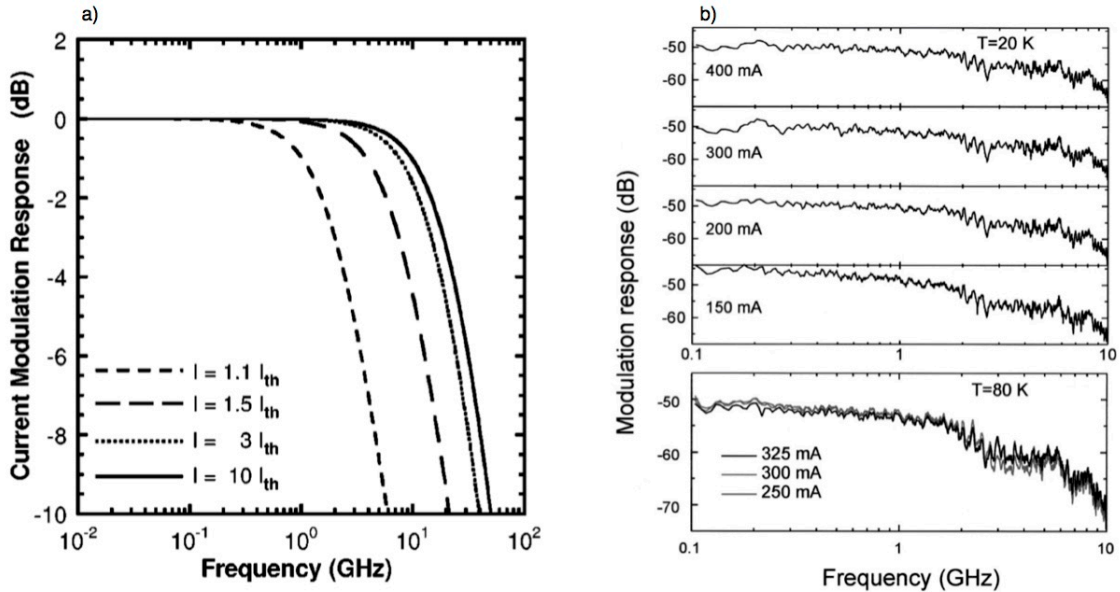 a)
Current Modulation Response (dB)
2
0
-2
-4
-6
-8
-10
I = 1.1 Ith
I = 1.5 Ith
I = 3 Ith
I = 10 Ith
10-2
10-1
100
101
102
Frequency (GHz)
b)
Modulation response (dB)
T=20 K
-50
-60
400 mA
-50
-60
300 mA
-50
-60
200 mA
-50
-60
150 mA
0.1
1
10
T=80 K
-50
-60
-70
325 mA
300 mA
250 mA
0.1
1
10
Frequency (GHz)